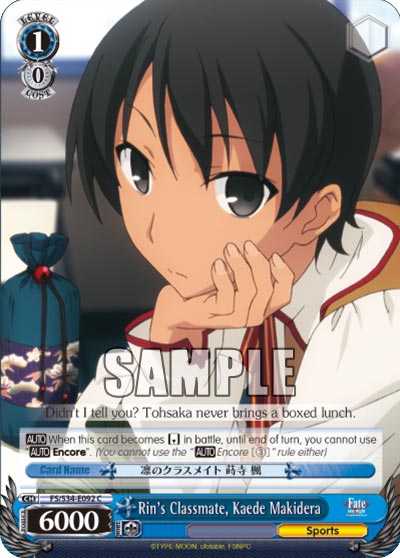 LEVEL
1
0
COST
SAMPLE
Didn't I tell you? Tohsaka never brings a boxed lunch.
AUTO When this card becomes [▪] in battle, until end of turn, you cannot use
"AUTO Encore". (You cannot use the "AUTO Encore [③]" rule either)
Card Name 凛のクラスメイト 蒔寺 楓
CH FS/S34-E092 C
Rin's Classmate, Kaede Makidera
Fate
6000
Sports
©TYPE-MOON, ufotable, FSNPC